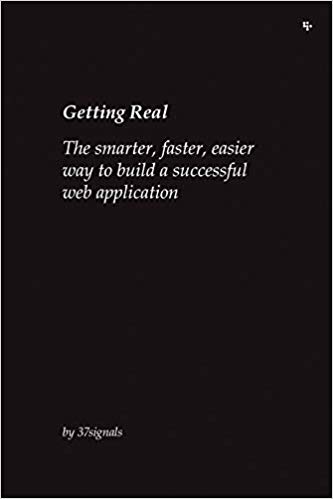 Getting Real
The smarter, faster, easier
way to build a successful
web application
by 37signals